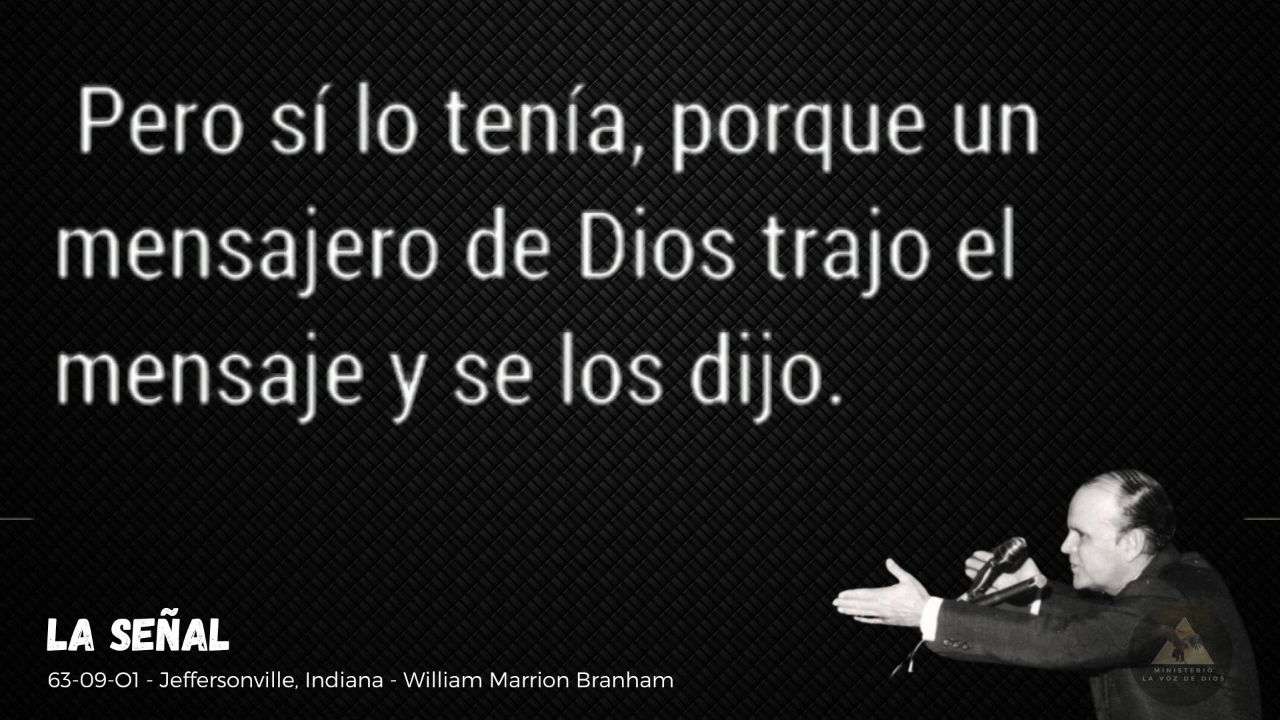 Pero sí lo tenía, porque un
mensajero de Dios trajo el
mensaje y se los dijo.
LA SEÑAL
63-09-O1 - Jeffersonville, Indiana - William Marrion Branham
MINISTERIO
LA VOZ DE DIOS